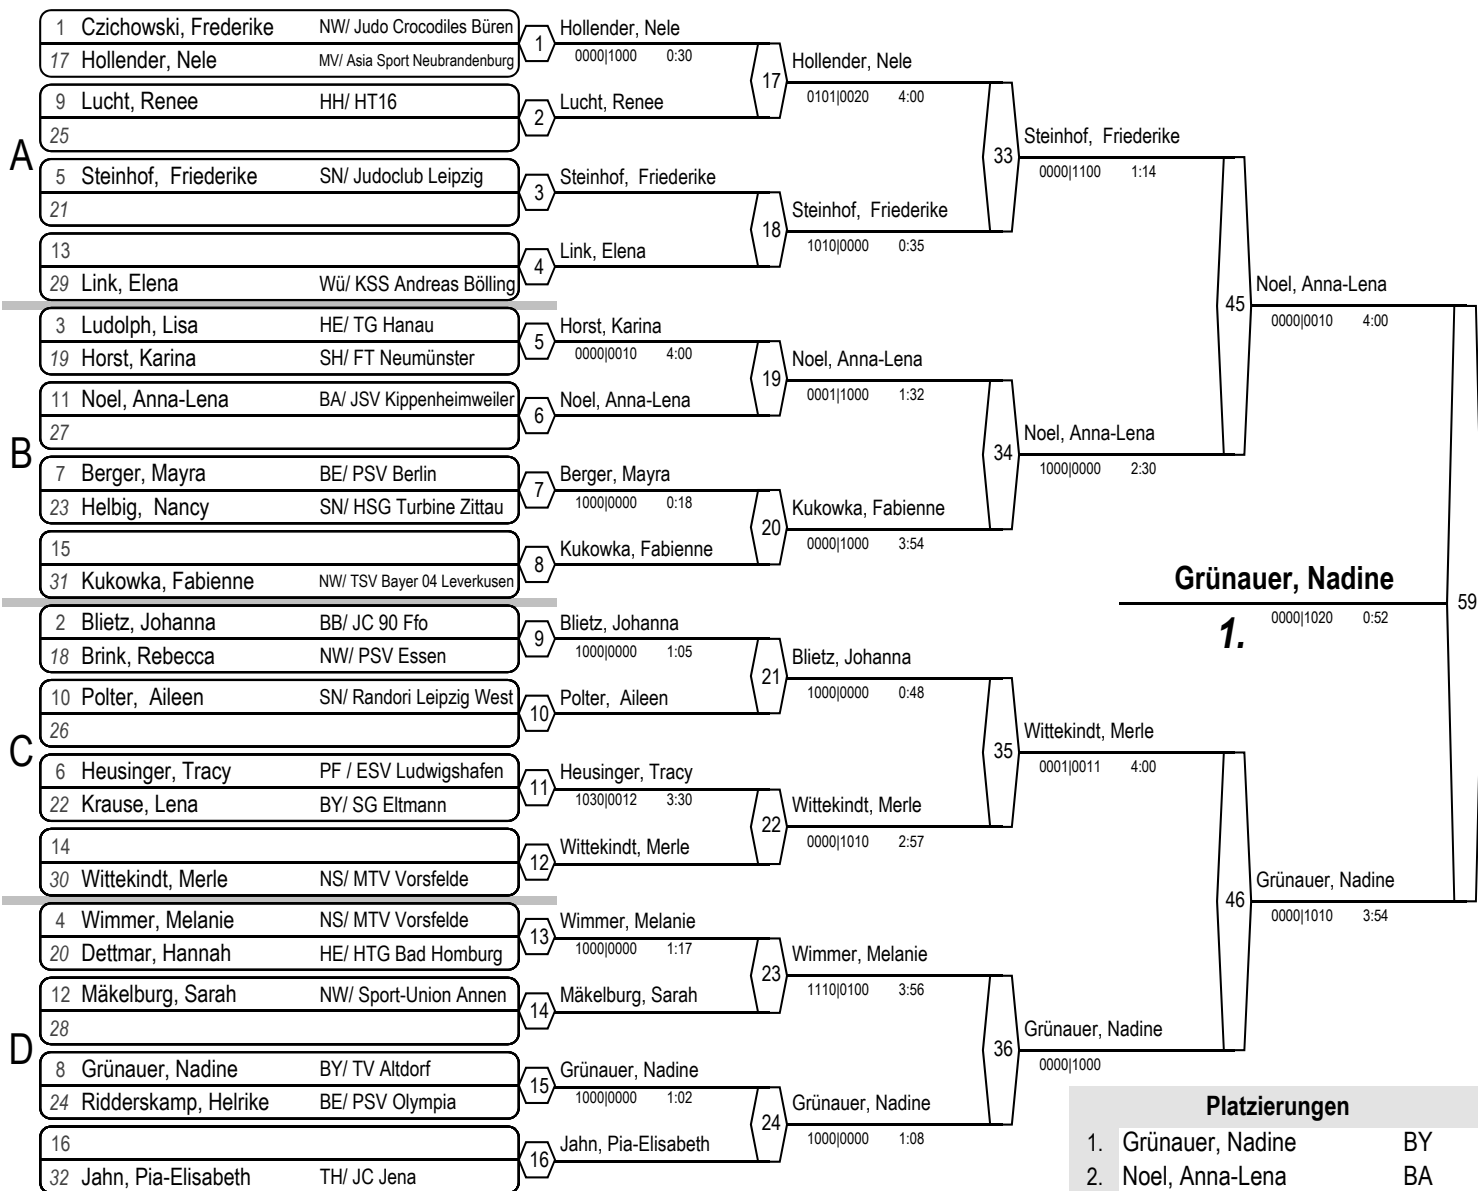 1 Czichowski, Frederike NW/ Judo Crocodiles Büren
17 Hollender, Nele MV/ Asia Sport Neubrandenburg
1
Hollender, Nele
0000|1000 0:30
9 Lucht, Renee HH/ HT16
25
2
Lucht, Renee
17
Hollender, Nele
0101|0020 4:00
A
5 Steinhof, Friederike SN/ Judoclub Leipzig
21
3
Steinhof, Friederike
13
29 Link, Elena Wü/ KSS Andreas Bölling
4
Link, Elena
18
Steinhof, Friederike
1010|0000 0:35
33
Steinhof, Friederike
0000|1100 1:14
3 Ludolph, Lisa HE/ TG Hanau
19 Horst, Karina SH/ FT Neumünster
5
Horst, Karina
0000|0010 4:00
11 Noel, Anna-Lena BA/ JSV Kippenheimweiler
27
6
Noel, Anna-Lena
19
Noel, Anna-Lena
0001|1000 1:32
B
7 Berger, Mayra BE/ PSV Berlin
23 Helbig, Nancy SN/ HSG Turbine Zittau
7
Berger, Mayra
1000|0000 0:18
15
31 Kukowka, Fabienne NW/ TSV Bayer 04 Leverkusen
8
Kukowka, Fabienne
20
Kukowka, Fabienne
0000|1000 3:54
34
Noel, Anna-Lena
1000|0000 2:30
45
Noel, Anna-Lena
0000|0010 4:00
2 Blietz, Johanna BB/ JC 90 Ffo
18 Brink, Rebecca NW/ PSV Essen
9
Blietz, Johanna
1000|0000 1:05
10 Polter, Aileen SN/ Randori Leipzig West
26
10
Polter, Aileen
21
Blietz, Johanna
1000|0000 0:48
C
6 Heusinger, Tracy PF / ESV Ludwigshafen
22 Krause, Lena BY/ SG Eltmann
11
Heusinger, Tracy
1030|0012 3:30
14
30 Wittekindt, Merle NS/ MTV Vorsfelde
12
Wittekindt, Merle
22
Wittekindt, Merle
0000|1010 2:57
35
Wittekindt, Merle
0001|0011 4:00
4 Wimmer, Melanie NS/ MTV Vorsfelde
20 Dettmar, Hannah HE/ HTG Bad Homburg
13
Wimmer, Melanie
1000|0000 1:17
12 Mäkelburg, Sarah NW/ Sport-Union Annen
28
14
Mäkelburg, Sarah
23
Wimmer, Melanie
1110|0100 3:56
D
8 Grünauer, Nadine BY/ TV Altdorf
24 Ridderskamp, Helrike BE/ PSV Olympia
15
Grünauer, Nadine
1000|0000 1:02
16
32 Jahn, Pia-Elisabeth TH/ JC Jena
16
Jahn, Pia-Elisabeth
24
Grünauer, Nadine
1000|0000 1:08
36
Grünauer, Nadine
0000|1000
46
Grünauer, Nadine
0000|1010 3:54
59
Grünauer, Nadine
1. 0000|1020 0:52
Platzierungen
1. Grünauer, Nadine BY
2. Noel, Anna-Lena BA